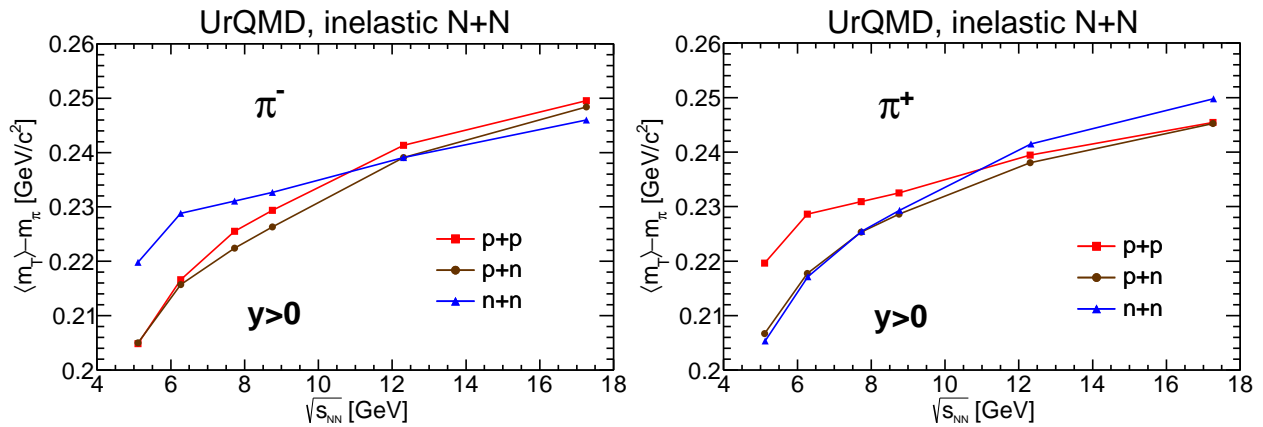 UrQMD, inelastic N+N
⟨m_T⟩−m_π [GeV/c²]
0.26
0.25
0.24
0.23
0.22
0.21
0.2
π⁻
p+p
p+n
n+n
y>0
4 6 8 10 12 14 16 18
√s_NN [GeV]
UrQMD, inelastic N+N
⟨m_T⟩−m_π [GeV/c²]
0.26
0.25
0.24
0.23
0.22
0.21
0.2
π⁺
p+p
p+n
n+n
y>0
4 6 8 10 12 14 16 18
√s_NN [GeV]